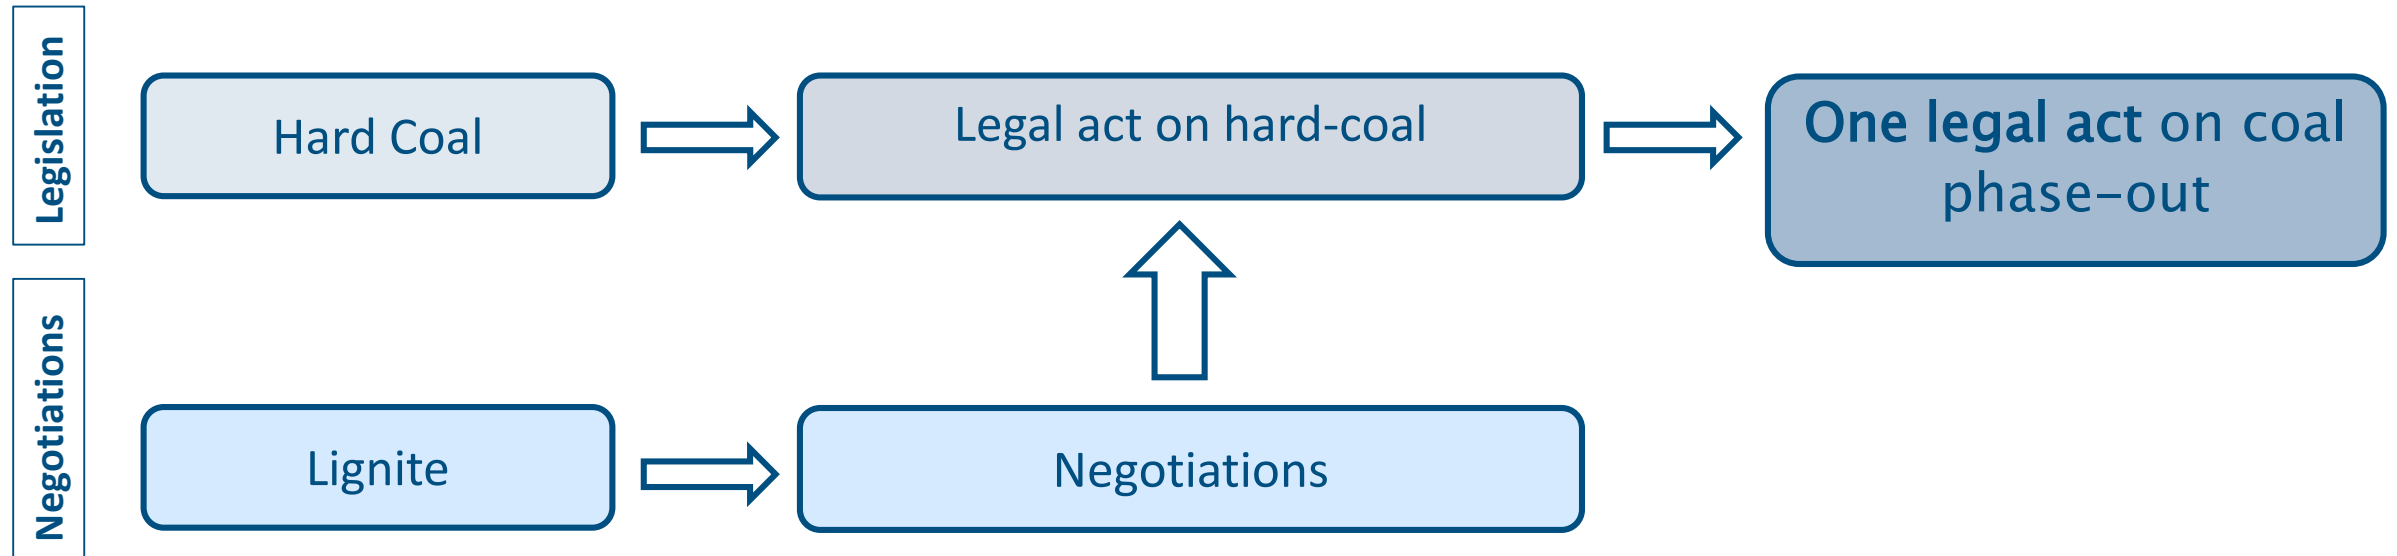 Legislation
Hard Coal
Legal act on hard-coal
One legal act on coal
phase-out
Negotiations
Lignite
Negotiations